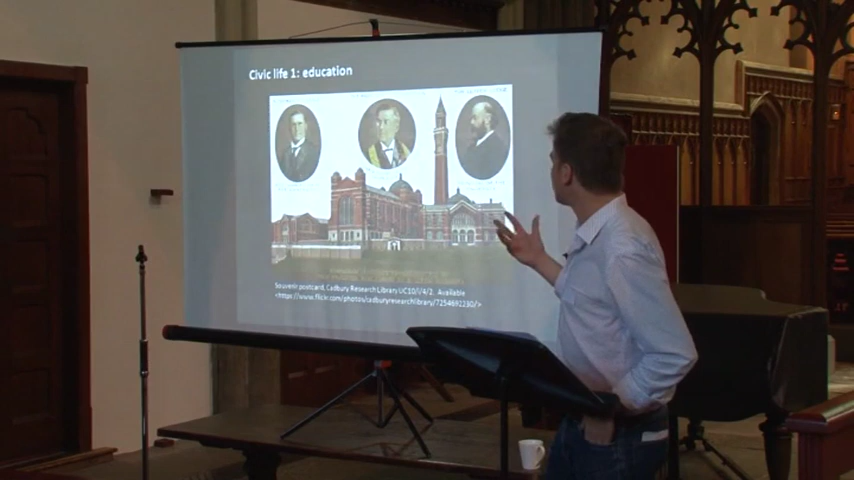 Civic life 1: education
Souvenir postcard, Cadbury Research Library UC10/i/4/2. Available
<https://www.flickr.com/photos/cadburyresearchlibrary/7254692230/>